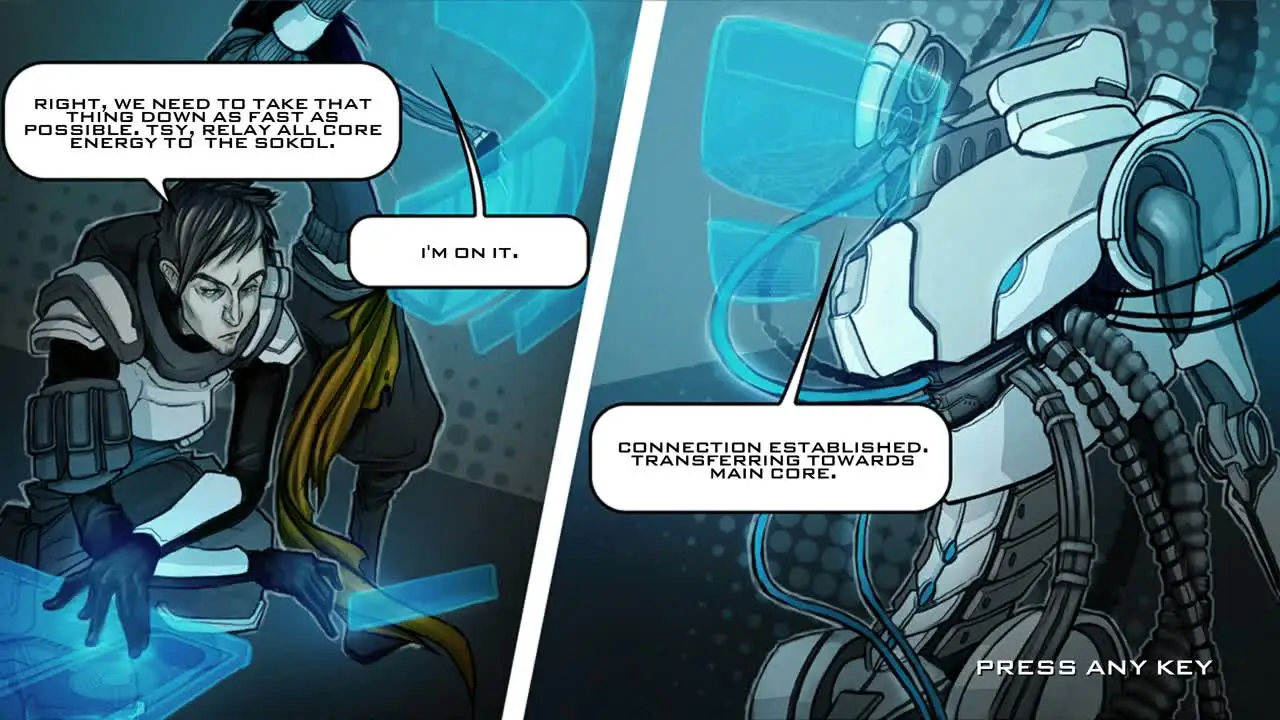 RIGHT, WE NEED TO TAKE THAT
THING DOWN AS FAST AS
POSSIBLE. TSY, RELAY ALL CORE
ENERGY TO THE SOKOL.
I'M ON IT.
CONNECTION ESTABLISHED.
TRANSFERRING TOWARDS
MAIN CORE.
PRESS ANY KEY